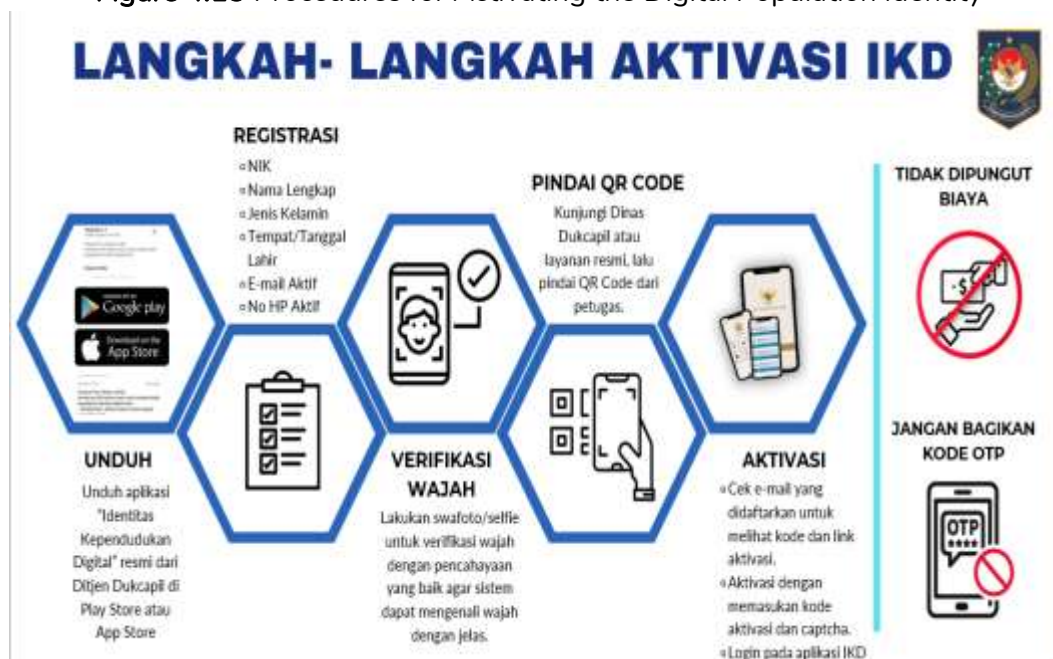 Figure 4.28 Procedures for Activating the Digital Population Identity
LANGKAH- LANGKAH AKTIVASI IKD
UNDUH
Unduh aplikasi
"Identitas
Kependudukan
Digital" resmi dari
Ditjen Dukcapil di
Play Store atau
App Store
Google play
Download on the
App Store
REGISTRASI
▫NIK
▫Nama Lengkap
▫Jenis Kelamin
▫Tempat/Tanggal
Lahir
▫E-mail Aktif
▫No HP Aktif
VERIFIKASI
WAJAH
Lakukan swafoto/selfie
untuk verifikasi wajah
dengan pencahayaan
yang baik agar sistem
dapat mengenali wajah
dengan jelas.
PINDAI QR CODE
Kunjungi Dinas
Dukcapil atau
layanan resmi, lalu
pindai QR Code dari
petugas.
AKTIVASI
▫Cek e-mail yang
didaftarkan untuk
melihat kode dan link
aktivasi.
▫Aktivasi dengan
memasukan kode
aktivasi dan captcha.
▫Login pada aplikasi IKD
TIDAK DIPUNGUT
BIAYA
-$
JANGAN BAGIKAN
KODE OTP
OTP
****